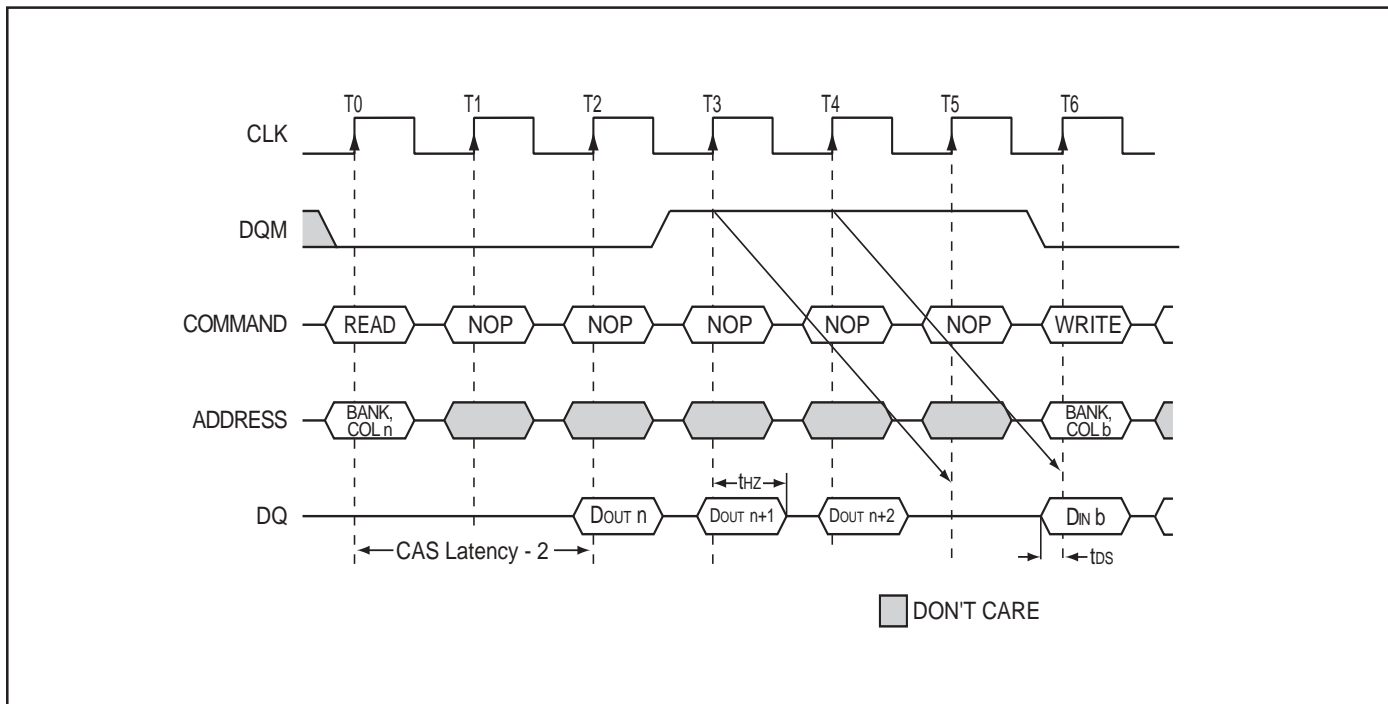 T0 T1 T2 T3 T4 T5 T6
CLK
DQM
COMMAND READ NOP NOP NOP NOP NOP WRITE
ADDRESS BANK, COL n BANK, COL b
tHZ
DQ DOUT n DOUT n+1 DOUT n+2 DIN b
CAS Latency - 2 tDS
DON'T CARE